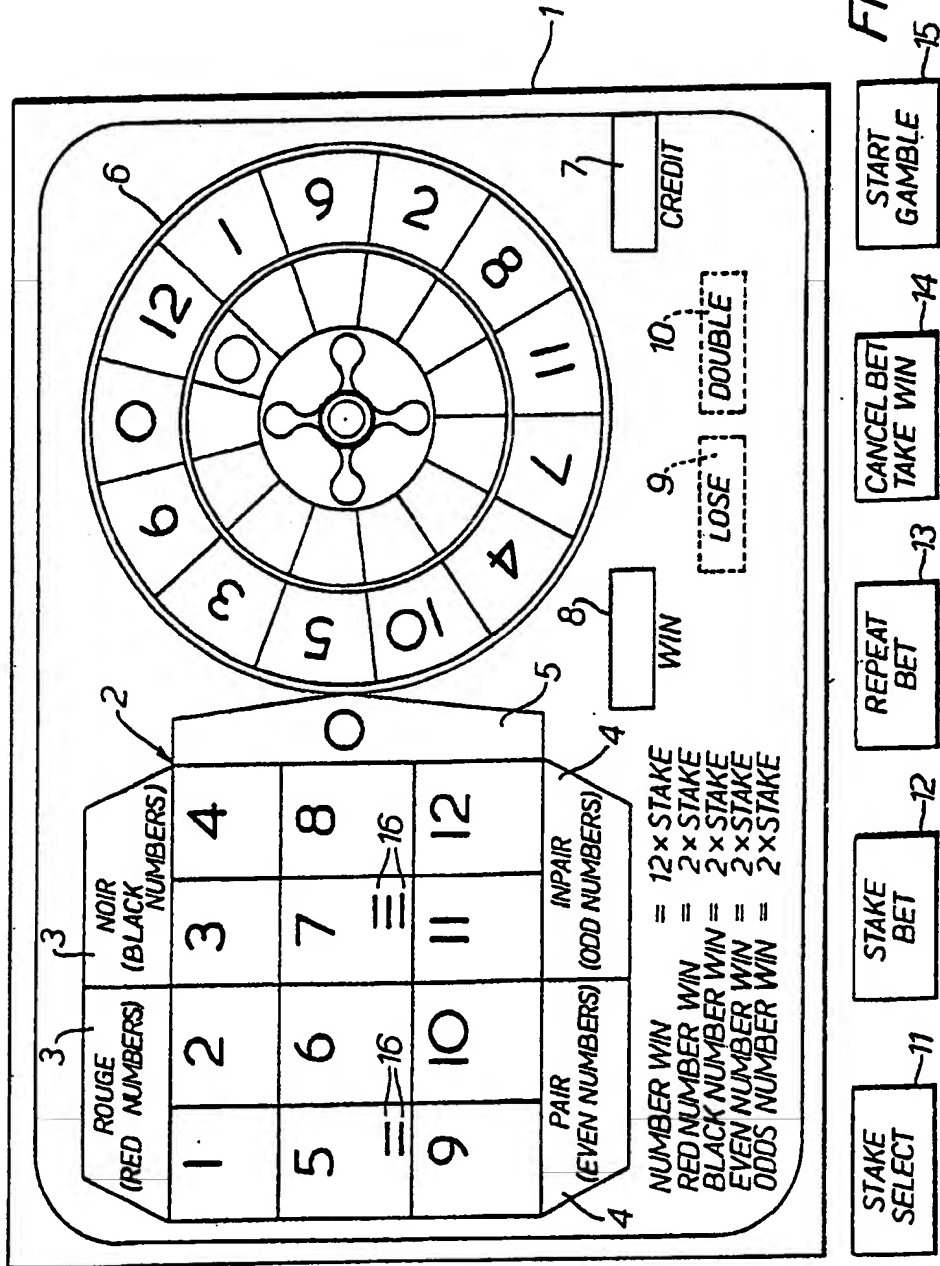 1
2
3
3
ROUGE
(RED NUMBERS)
NOIR
(BLACK
NUMBERS)
1 2 3 4
5 6 7 8
16
16
9 10 11 12
0
5
PAIR
(EVEN NUMBERS)
INPAIR
(ODD NUMBERS)
4
4
6
0 12 1 9 2 8 11 7 4 10 5 3 6
NUMBER WIN = 12×STAKE
RED NUMBER WIN = 2×STAKE
BLACK NUMBER WIN = 2×STAKE
EVEN NUMBER WIN = 2×STAKE
ODDS NUMBER WIN = 2×STAKE
8
WIN
9
LOSE
10
DOUBLE
7
CREDIT
STAKE
SELECT
11
STAKE
BET
12
REPEAT
BET
13
CANCEL BET
TAKE WIN
14
START
GAMBLE
15